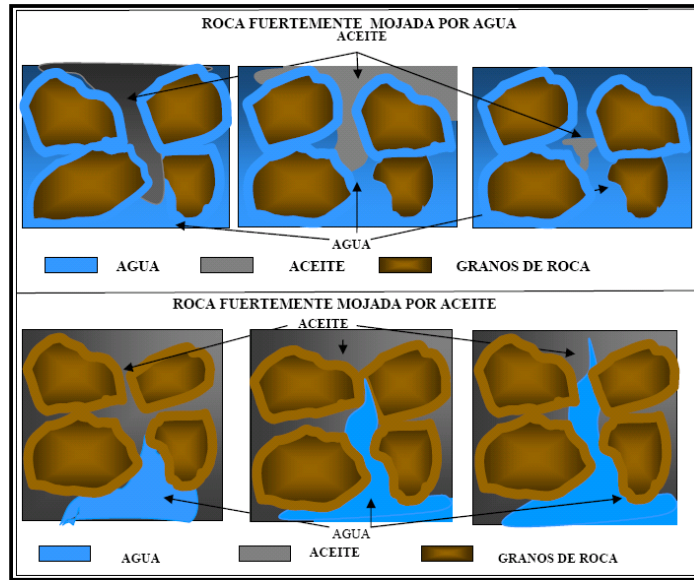 ROCA FUERTEMENTE MOJADA POR AGUA
ACEITE
AGUA
AGUA ACEITE GRANOS DE ROCA
ROCA FUERTEMENTE MOJADA POR ACEITE
ACEITE
AGUA
AGUA ACEITE GRANOS DE ROCA